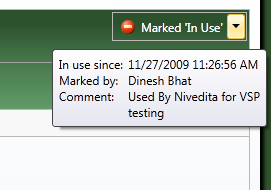 Marked 'In Use'
In use since: 11/27/2009 11:26:56 AM
Marked by: Dinesh Bhat
Comment: Used By Nivedita for VSP
testing